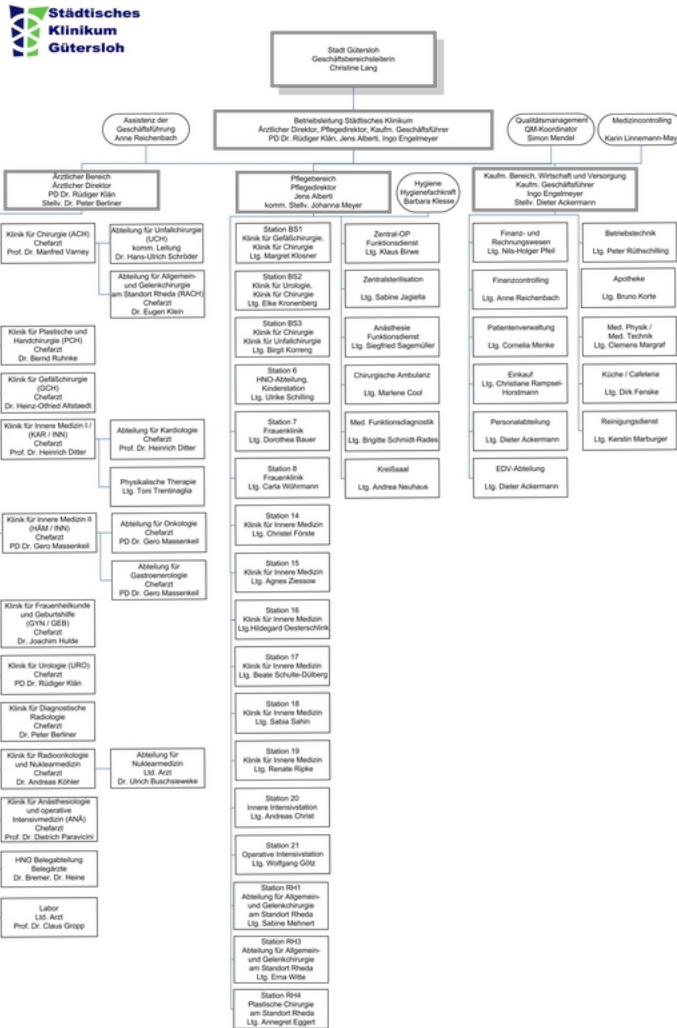 Städtisches
Klinikum
Gütersloh
Stadt Gütersloh
Geschäftsbereichsleiterin
Christine Lang
Assistenz der
Geschäftsführung
Anne Reichenbach
Betriebsleitung Städtisches Klinikum
Ärztlicher Direktor, Pflegedirektor, Kaufm. Geschäftsführer
PD Dr. Rüdiger Klän, Jens Alberti, Ingo Engelmeyer
Qualitätsmanagement
QM-Koordinator
Simon Mendel
Medizincontrolling
Karin Linnemann-May
Ärztlicher Bereich
Ärztlicher Direktor
PD Dr. Rüdiger Klän
Stellv. Dr. Peter Berliner
Pflegebereich
Pflegedirektor
Jens Alberti
komm. Stellv. Johanna Meyer
Hygiene
Hygienefachkraft
Barbara Klesse
Kaufm. Bereich, Wirtschaft und Versorgung
Kaufm. Geschäftsführer
Ingo Engelmeyer
Stellv. Dieter Ackermann
Klinik für Chirurgie (ACH)
Chefarzt
Prof. Dr. Manfred Varney
Abteilung für Unfallchirurgie
(UCH)
komm. Leitung
Dr. Hans-Ulrich Schröder
Abteilung für Allgemein-
und Gelenkchirurgie
am Standort Rheda (RACH)
Chefarzt
Dr. Eugen Klein
Klinik für Plastische und
Handchirurgie (PCH)
Chefarzt
Dr. Bernd Ruhnke
Klinik für Gefäßchirurgie
(GCH)
Chefarzt
Dr. Heinz-Otfried Altstaedt
Klinik für Innere Medizin I /
(KAR / INN)
Chefarzt
Prof. Dr. Heinrich Ditter
Abteilung für Kardiologie
Chefarzt
Prof. Dr. Heinrich Ditter
Physikalische Therapie
Ltg. Toni Trentinaglia
Klinik für Innere Medizin II
(HÄM / INN)
Chefarzt
PD Dr. Gero Massenkeil
Abteilung für Onkologie
Chefarzt
PD Dr. Gero Massenkeil
Abteilung für
Gastroenerologie
Chefarzt
PD Dr. Gero Massenkeil
Klinik für Frauenheilkunde
und Geburtshilfe
(GYN / GEB)
Chefarzt
Dr. Joachim Hulde
Klinik für Urologie (URO)
Chefarzt
PD Dr. Rüdiger Klän
Klinik für Diagnostische
Radiologie
Chefarzt
Dr. Peter Berliner
Klinik für Radioonkologie
und Nuklearmedizin
Chefarzt
Dr. Andreas Köhler
Abteilung für
Nuklearmedizin
Ltd. Arzt
Dr. Ulrich Buschsieweke
Klinik für Anästhesiologie
und operative
Intensivmedizin (ANÄ)
Chefarzt
Prof. Dr. Dietrich Paravicini
HNO Belegabteilung
Belegärzte
Dr. Bremer, Dr. Heine
Labor
Ltd. Arzt
Prof. Dr. Claus Gropp
Station BS1
Klinik für Gefäßchirurgie,
Klinik für Chirurgie
Ltg. Margret Klosner
Station BS2
Klinik für Urologie,
Klinik für Chirurgie
Ltg. Elke Kronenberg
Station BS3
Klinik für Chirurgie
Klinik für Unfallchirurgie
Ltg. Birgit Korreng
Station 6
HNO-Abteilung,
Kinderstation
Ltg. Ulrike Schilling
Station 7
Frauenklinik
Ltg. Dorothea Bauer
Station 8
Frauenklinik
Ltg. Carla Wöhrmann
Station 14
Klinik für Innere Medizin
Ltg. Christel Förste
Station 15
Klinik für Innere Medizin
Ltg. Agnes Ziessow
Station 16
Klinik für Innere Medizin
Ltg.Hildegard Oesterschlink
Station 17
Klinik für Innere Medizin
Ltg. Beate Schulte-Dülberg
Station 18
Klinik für Innere Medizin
Ltg. Sabia Sahin
Station 19
Klinik für Innere Medizin
Ltg. Renate Ripke
Station 20
Innere Intensivstation
Ltg. Andreas Christ
Station 21
Operative Intensivstation
Ltg. Wolfgang Götz
Station RH1
Abteilung für Allgemein-
und Gelenkchirurgie
am Standort Rheda
Ltg. Sabine Mehnert
Station RH3
Abteilung für Allgemein-
und Gelenkchirurgie
am Standort Rheda
Ltg. Erna Witte
Station RH4
Plastische Chirurgie
am Standort Rheda
Ltg. Annegret Eggert
Zentral-OP
Funktionsdienst
Ltg. Klaus Birwe
Zentralsterilisation
Ltg. Sabine Jagiella
Anästhesie
Funktionsdienst
Ltg. Siegfried Sagemüller
Chirurgische Ambulanz
Ltg. Marlene Cool
Med. Funktionsdiagnostik
Ltg. Brigitte Schmidt-Rades
Kreißsaal
Ltg. Andrea Neuhaus
Finanz- und
Rechnungswesen
Ltg. Nils-Holger Pfeil
Finanzcontrolling
Ltg. Anne Reichenbach
Patientenverwaltung
Ltg. Cornelia Menke
Einkauf
Ltg. Christiane Rampsel-
Horstmann
Personalabteilung
Ltg. Dieter Ackermann
EDV-Abteilung
Ltg. Dieter Ackermann
Betriebstechnik
Ltg. Peter Rüthschilling
Apotheke
Ltg. Bruno Korte
Med. Physik /
Med. Technik
Ltg. Clemens Margraf
Küche / Cafeteria
Ltg. Dirk Fenske
Reinigungsdienst
Ltg. Kerstin Marburger